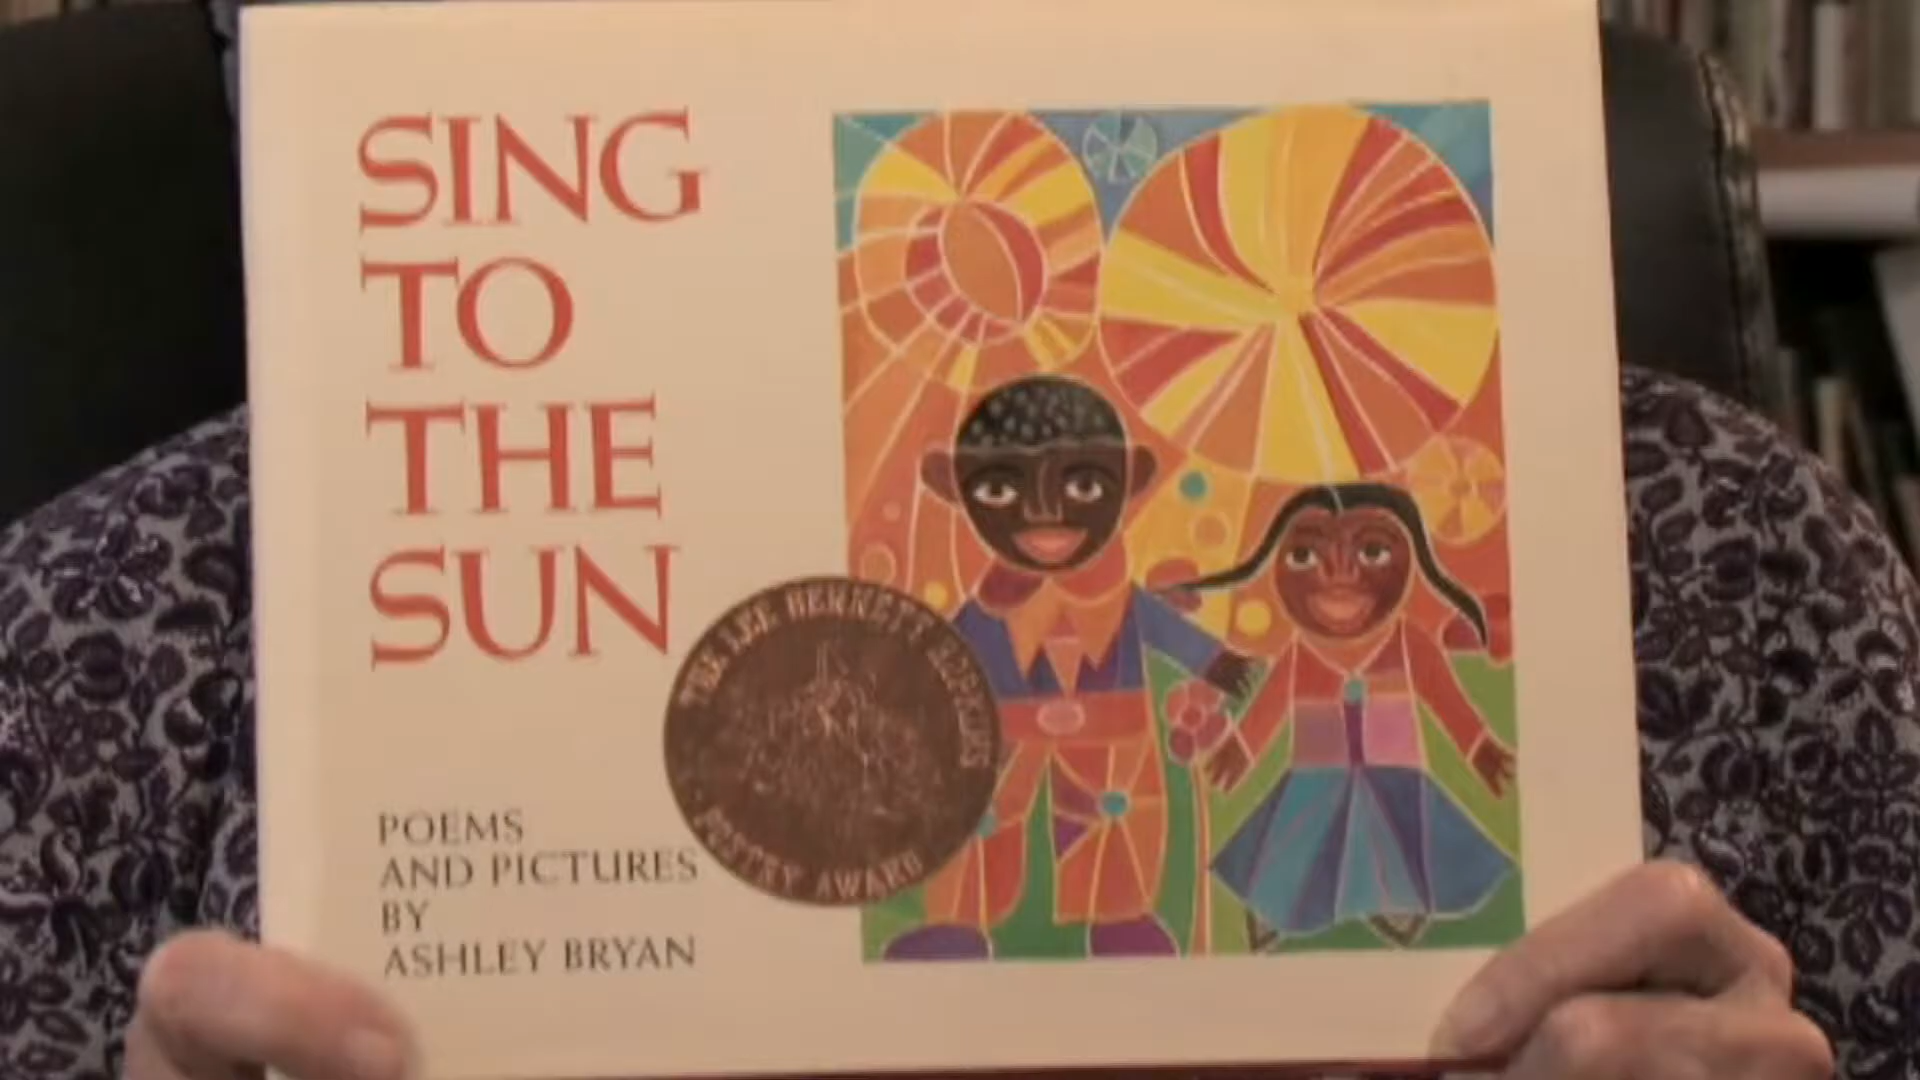 SING
TO
THE
SUN
THE LEE BENNETT HOPKINS
POETRY AWARD
POEMS
AND PICTURES
BY
ASHLEY BRYAN